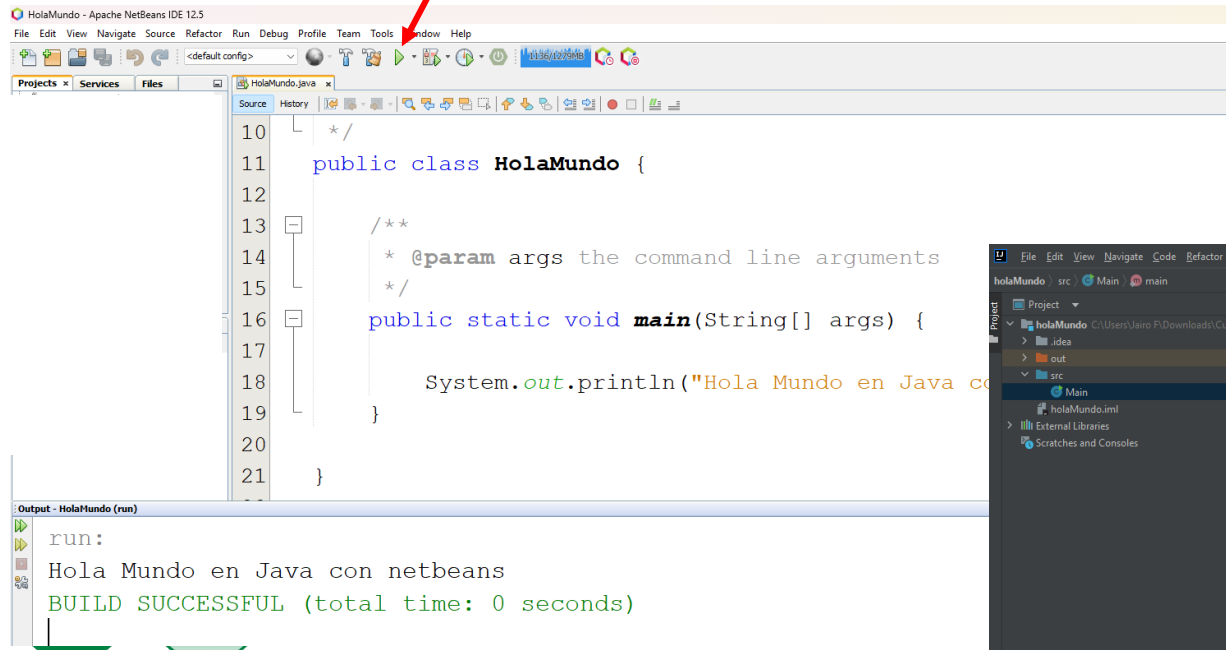 HolaMundo - Apache NetBeans IDE 12.5
File Edit View Navigate Source Refactor Run Debug Profile Team Tools Window Help
<default config>
1136/1279MB
Projects Services Files
HolaMundo.java
Source History
10 */
11 public class HolaMundo {
12
13 /**
14 * @param args the command line arguments
15 */
16 public static void main(String[] args) {
17
18 System.out.println("Hola Mundo en Java co
19 }
20
21 }
Output - HolaMundo (run)
run:
Hola Mundo en Java con netbeans
BUILD SUCCESSFUL (total time: 0 seconds)
File Edit View Navigate Code Refactor
holaMundo src Main main
Project
Project
holaMundo C:\Users\Jairo F\Downloads\Cu
.idea
out
src
Main
holaMundo.iml
External Libraries
Scratches and Consoles